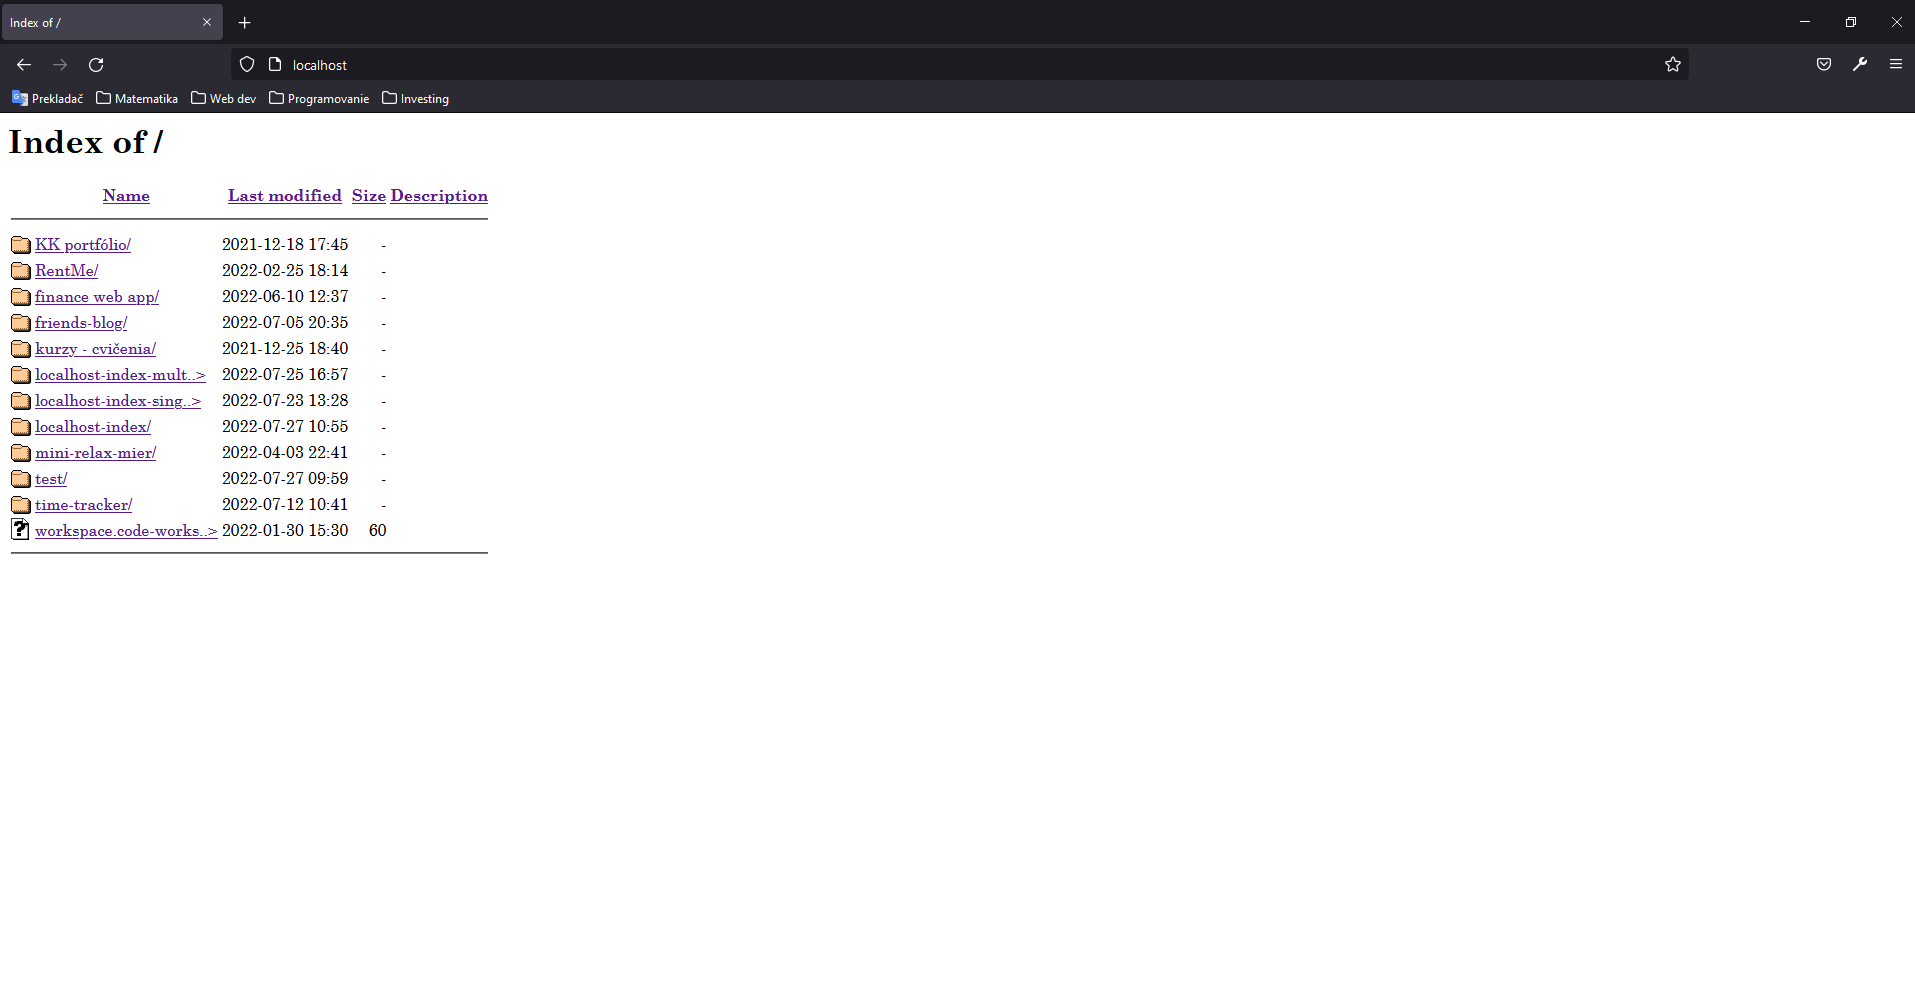 Index of /
localhost
Prekladač Matematika Web dev Programovanie Investing
Index of /
Name Last modified Size Description
KK portfólio/ 2021-12-18 17:45 -
RentMe/ 2022-02-25 18:14 -
finance web app/ 2022-06-10 12:37 -
friends-blog/ 2022-07-05 20:35 -
kurzy - cvičenia/ 2021-12-25 18:40 -
localhost-index-mult..> 2022-07-25 16:57 -
localhost-index-sing..> 2022-07-23 13:28 -
localhost-index/ 2022-07-27 10:55 -
mini-relax-mier/ 2022-04-03 22:41 -
test/ 2022-07-27 09:59 -
time-tracker/ 2022-07-12 10:41 -
workspace.code-works..> 2022-01-30 15:30 60